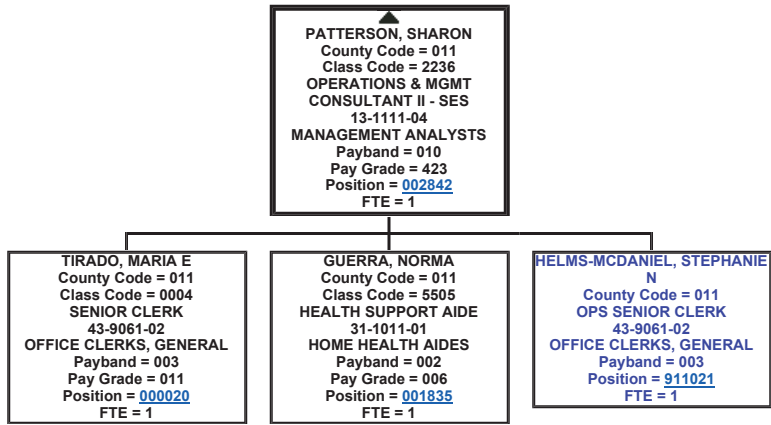 PATTERSON, SHARON
County Code = 011
Class Code = 2236
OPERATIONS & MGMT
CONSULTANT II - SES
13-1111-04
MANAGEMENT ANALYSTS
Payband = 010
Pay Grade = 423
Position = 002842
FTE = 1
TIRADO, MARIA E
County Code = 011
Class Code = 0004
SENIOR CLERK
43-9061-02
OFFICE CLERKS, GENERAL
Payband = 003
Pay Grade = 011
Position = 000020
FTE = 1
GUERRA, NORMA
County Code = 011
Class Code = 5505
HEALTH SUPPORT AIDE
31-1011-01
HOME HEALTH AIDES
Payband = 002
Pay Grade = 006
Position = 001835
FTE = 1
HELMS-MCDANIEL, STEPHANIE
N
County Code = 011
OPS SENIOR CLERK
43-9061-02
OFFICE CLERKS, GENERAL
Payband = 003
Position = 911021
FTE = 1